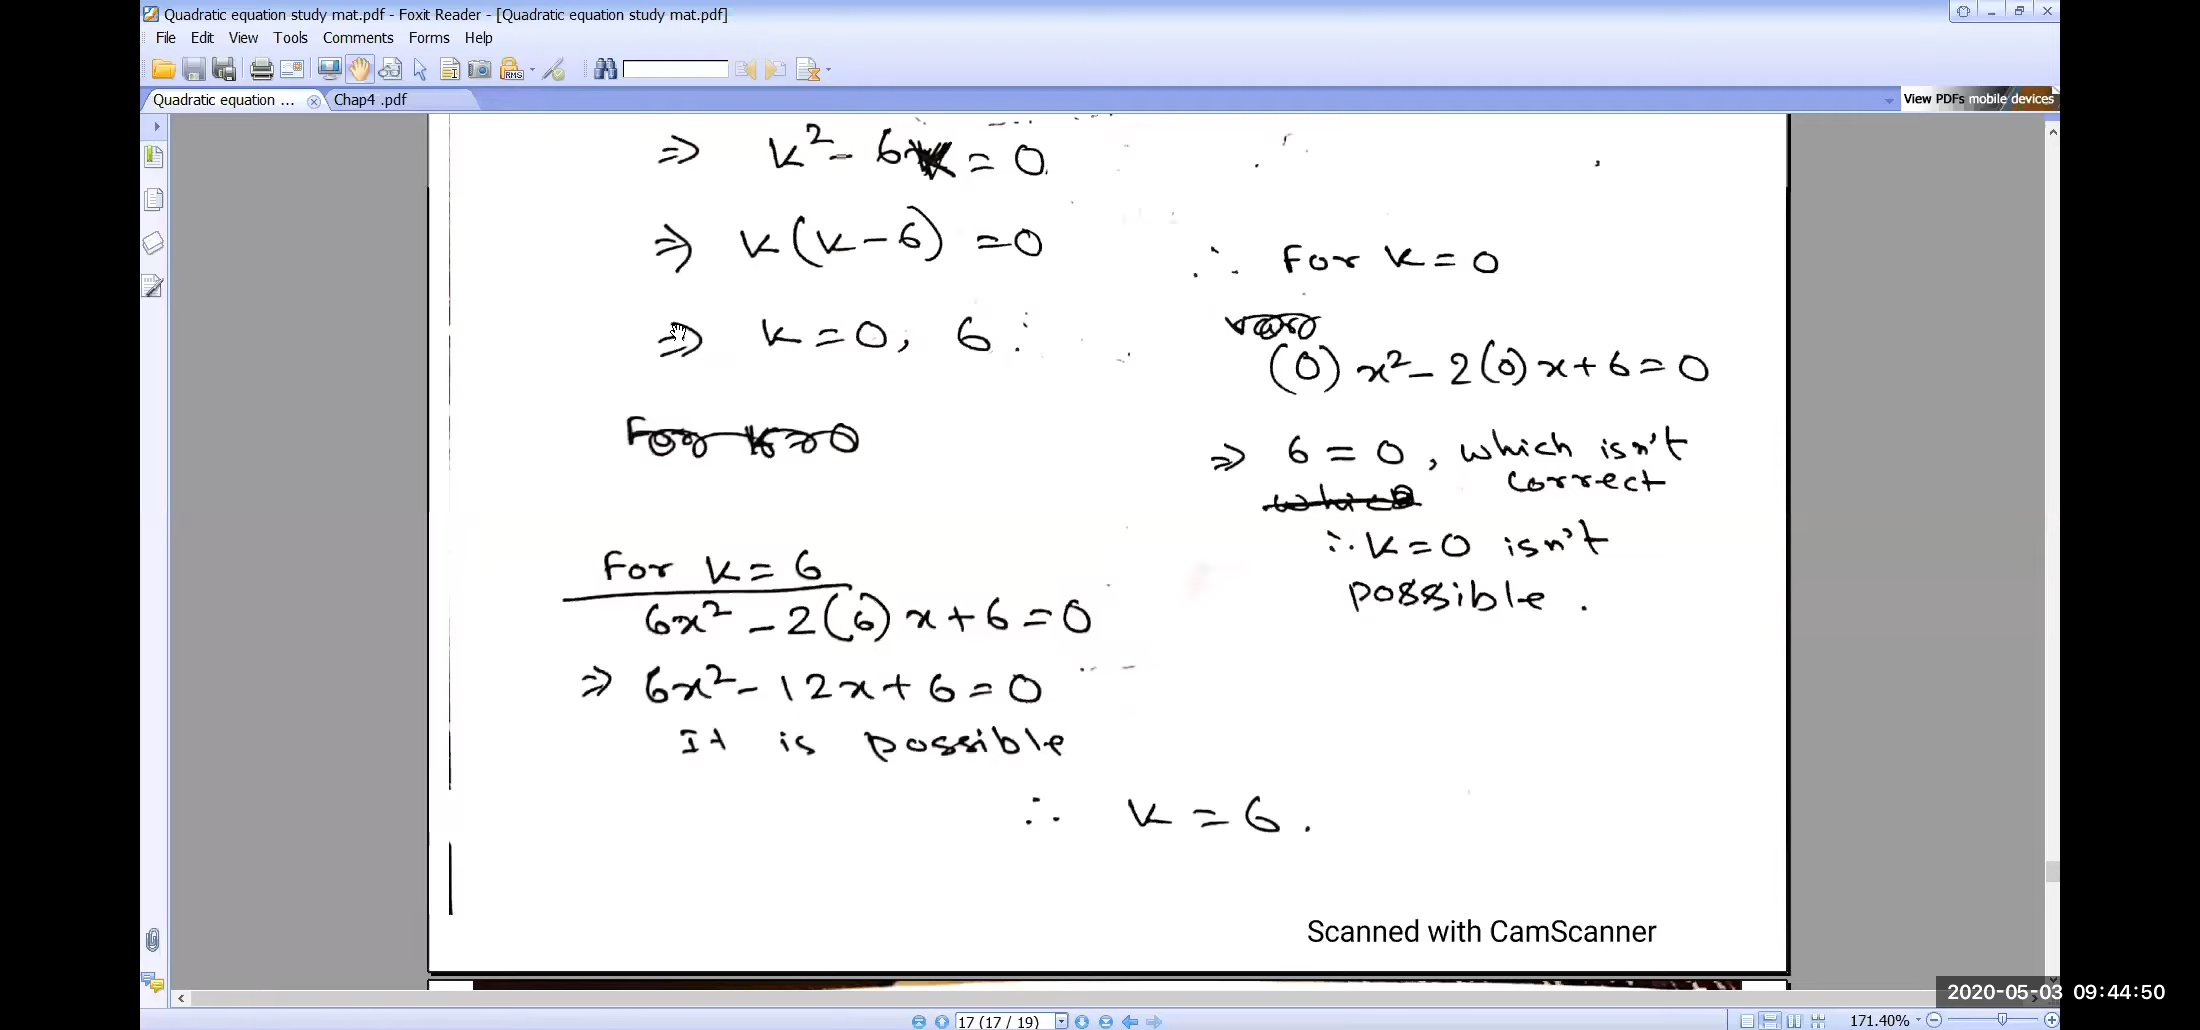 Quadratic equation study mat.pdf - Foxit Reader - [Quadratic equation study mat.pdf]
File Edit View Tools Comments Forms Help
Quadratic equation ... Chap4 .pdf
View PDFs mobile devices
⇒ k² - 6k = 0
⇒ k(k-6) = 0
⇒ k = 0, 6
For k = 0
For k = 6
6x² - 2(6)x + 6 = 0
⇒ 6x² - 12x + 6 = 0
It is possible
∴ For k = 0
(0)x² - 2(0)x + 6 = 0
⇒ 6 = 0, which isn't
correct
∴ k = 0 isn't
possible.
∴ k = 6.
Scanned with CamScanner
2020-05-03 09:44:50
17 (17 / 19)
171.40%